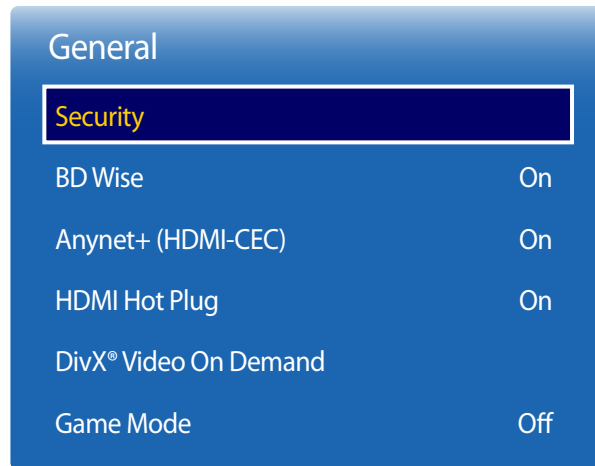 General
Security
BD Wise On
Anynet+ (HDMI-CEC) On
HDMI Hot Plug On
DivX® Video On Demand
Game Mode Off